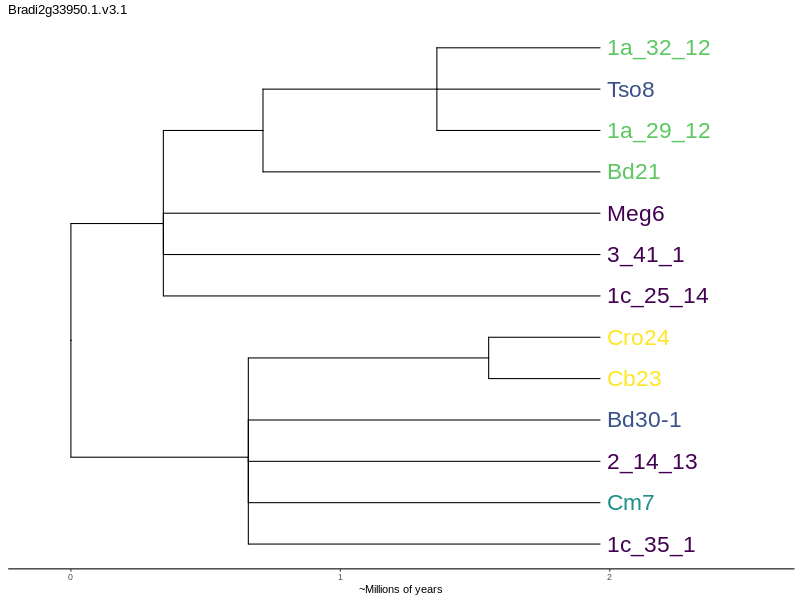 Bradi2g33950.1.v3.1
1a_32_12
Tso8
1a_29_12
Bd21
Meg6
3_41_1
1c_25_14
Cro24
Cb23
Bd30-1
2_14_13
Cm7
1c_35_1
0 1 2
~Millions of years